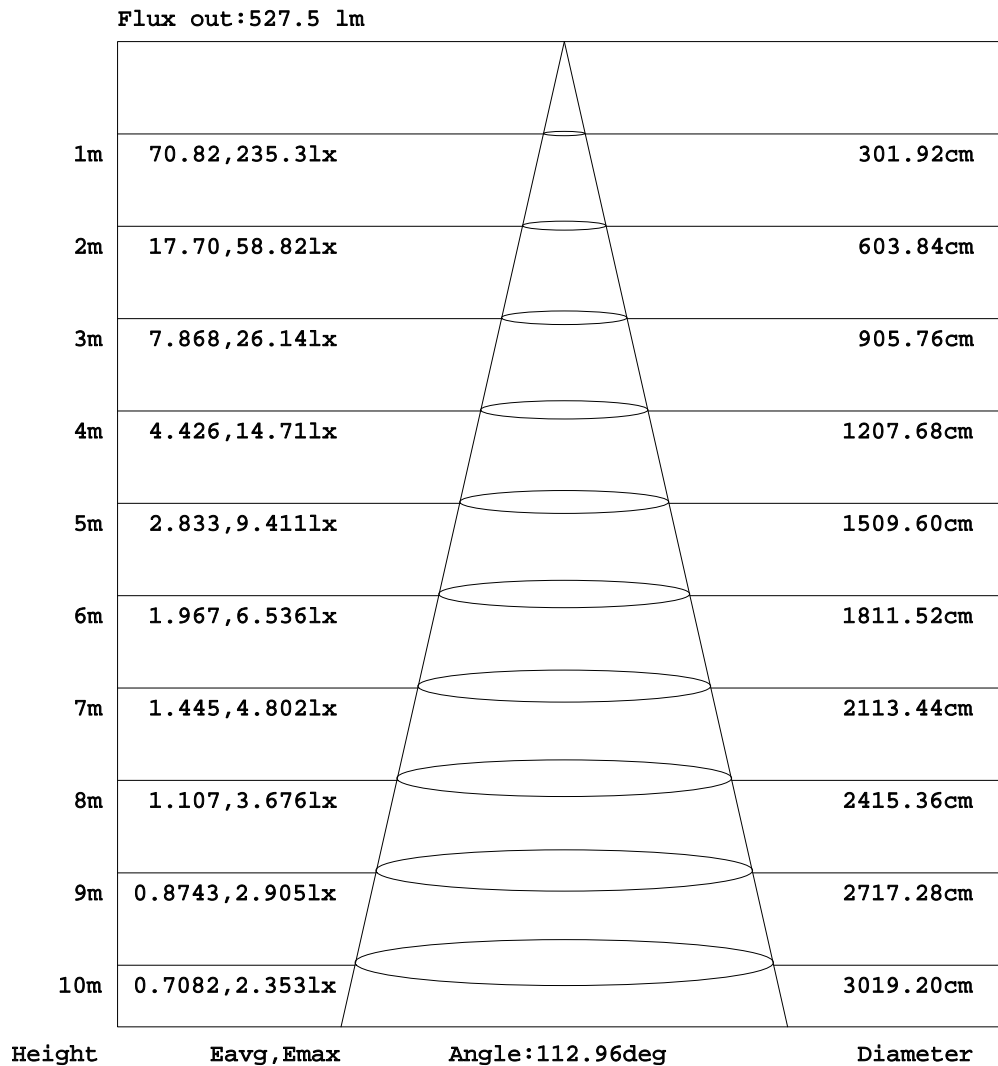 Flux out:527.5 lm
1m 70.82,235.3lx 301.92cm
2m 17.70,58.82lx 603.84cm
3m 7.868,26.14lx 905.76cm
4m 4.426,14.71lx 1207.68cm
5m 2.833,9.411lx 1509.60cm
6m 1.967,6.536lx 1811.52cm
7m 1.445,4.802lx 2113.44cm
8m 1.107,3.676lx 2415.36cm
9m 0.8743,2.905lx 2717.28cm
10m 0.7082,2.353lx 3019.20cm
Height Eavg,Emax Angle:112.96deg Diameter